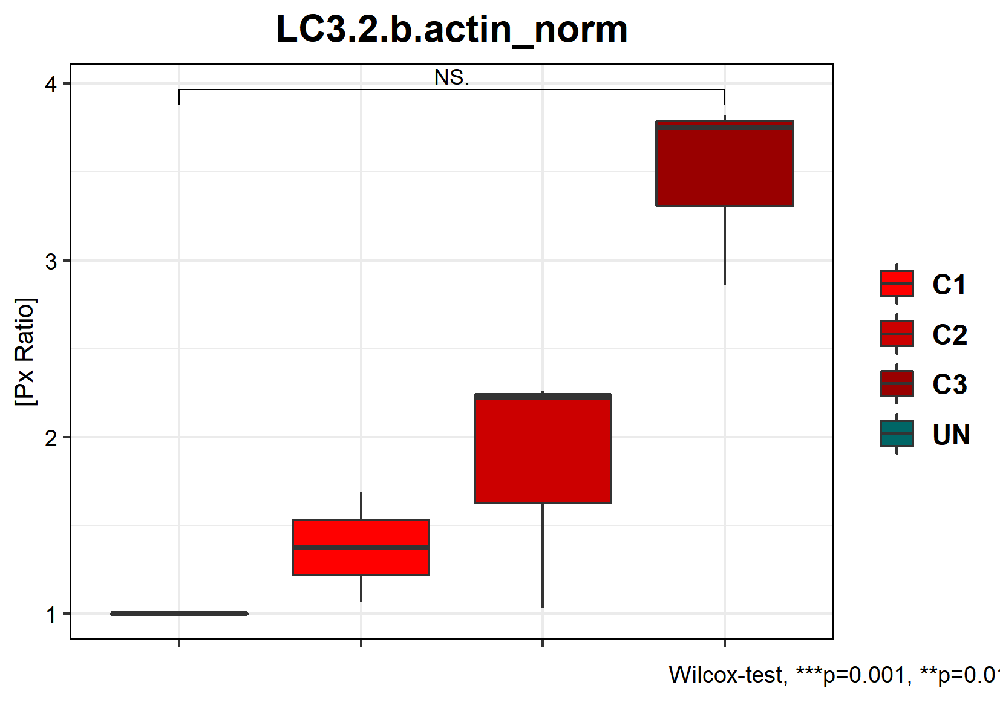 LC3.2.b.actin_norm
NS.
4
3
2
1
[Px Ratio]
C1
C2
C3
UN
Wilcox-test, ***p=0.001, **p=0.01